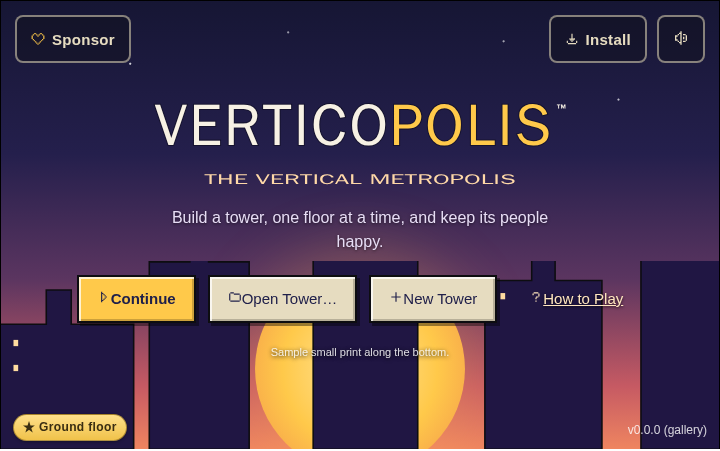 Sponsor
Install
VERTICOPOLIS™
THE VERTICAL METROPOLIS
Build a tower, one floor at a time, and keep its people
happy.
Continue
Open Tower…
New Tower
? How to Play
Sample small print along the bottom.
★ Ground floor
v0.0.0 (gallery)